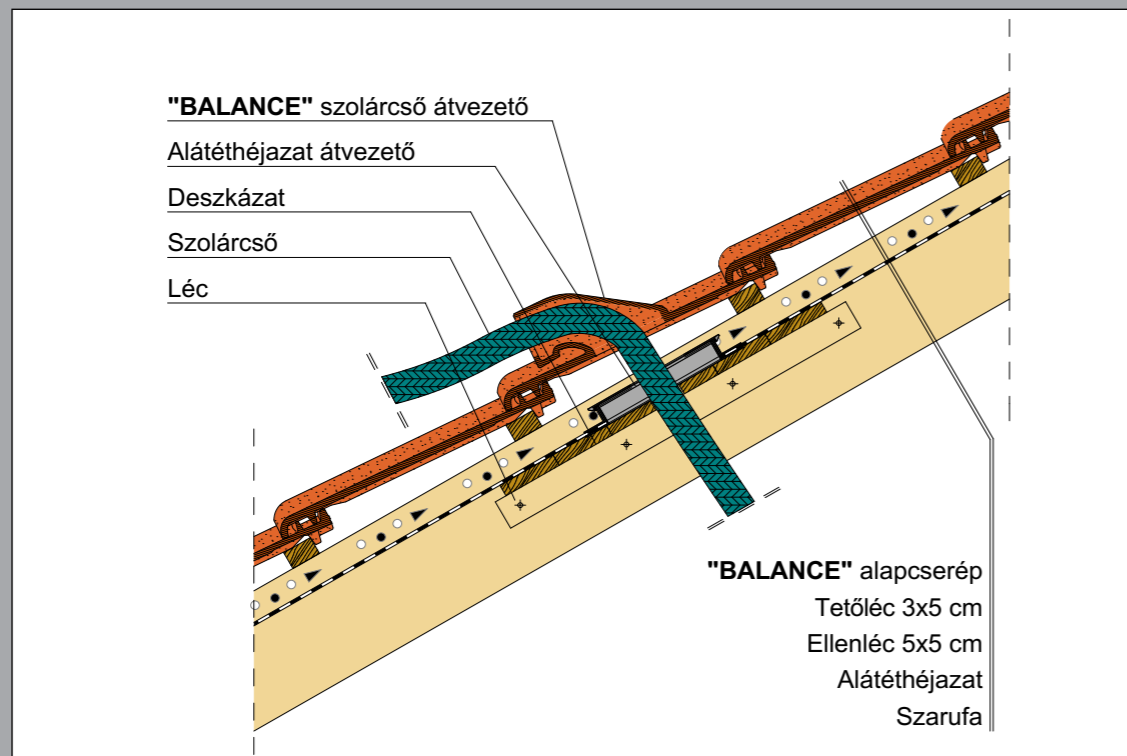 "BALANCE" szolárcső átvezető
Alátéthéjazat átvezető
Deszkázat
Szolárcső
Léc
"BALANCE" alapcserép
Tetőléc 3x5 cm
Ellenléc 5x5 cm
Alátéthéjazat
Szarufa